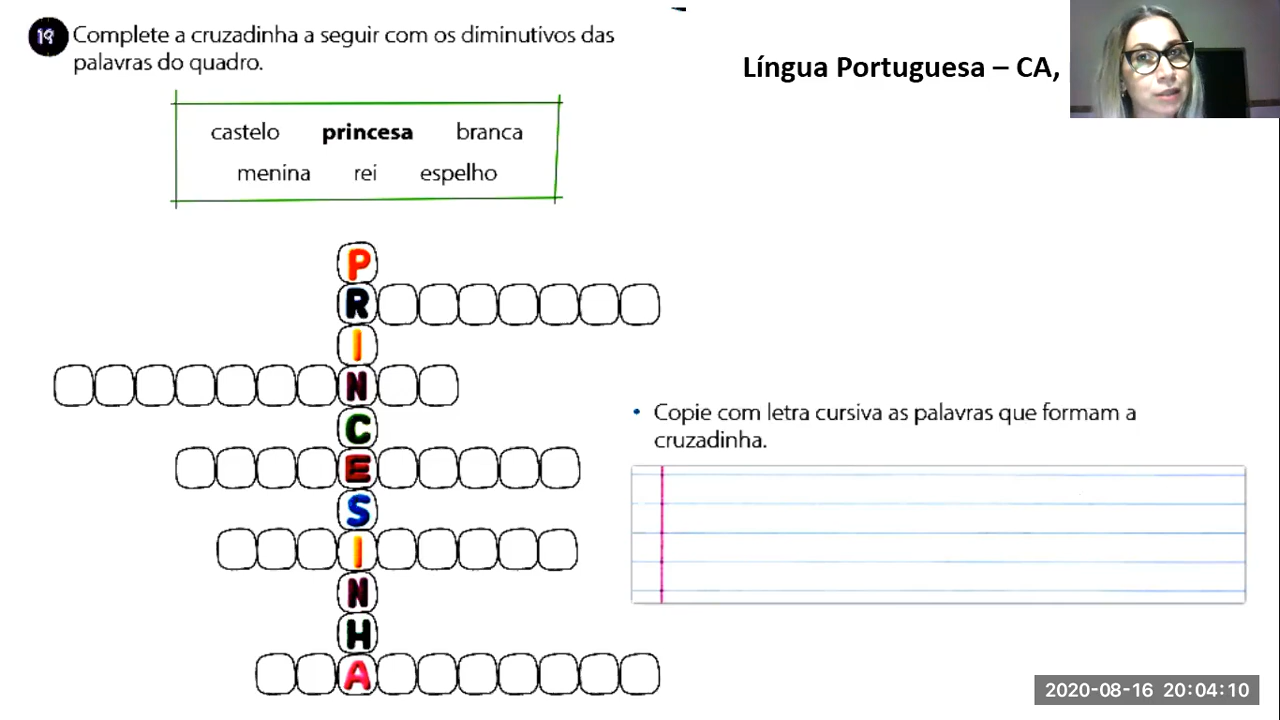 19 Complete a cruzadinha a seguir com os diminutivos das
palavras do quadro.
castelo princesa branca
menina rei espelho
Língua Portuguesa – CA,
P
R
I
N
C
E
S
I
N
H
A
• Copie com letra cursiva as palavras que formam a
cruzadinha.
2020-08-16 20:04:10